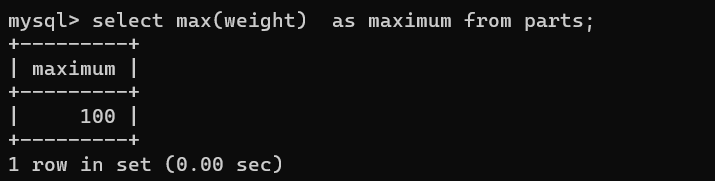 mysql> select max(weight)  as maximum from parts;
+---------+
| maximum |
+---------+
|     100 |
+---------+
1 row in set (0.00 sec)